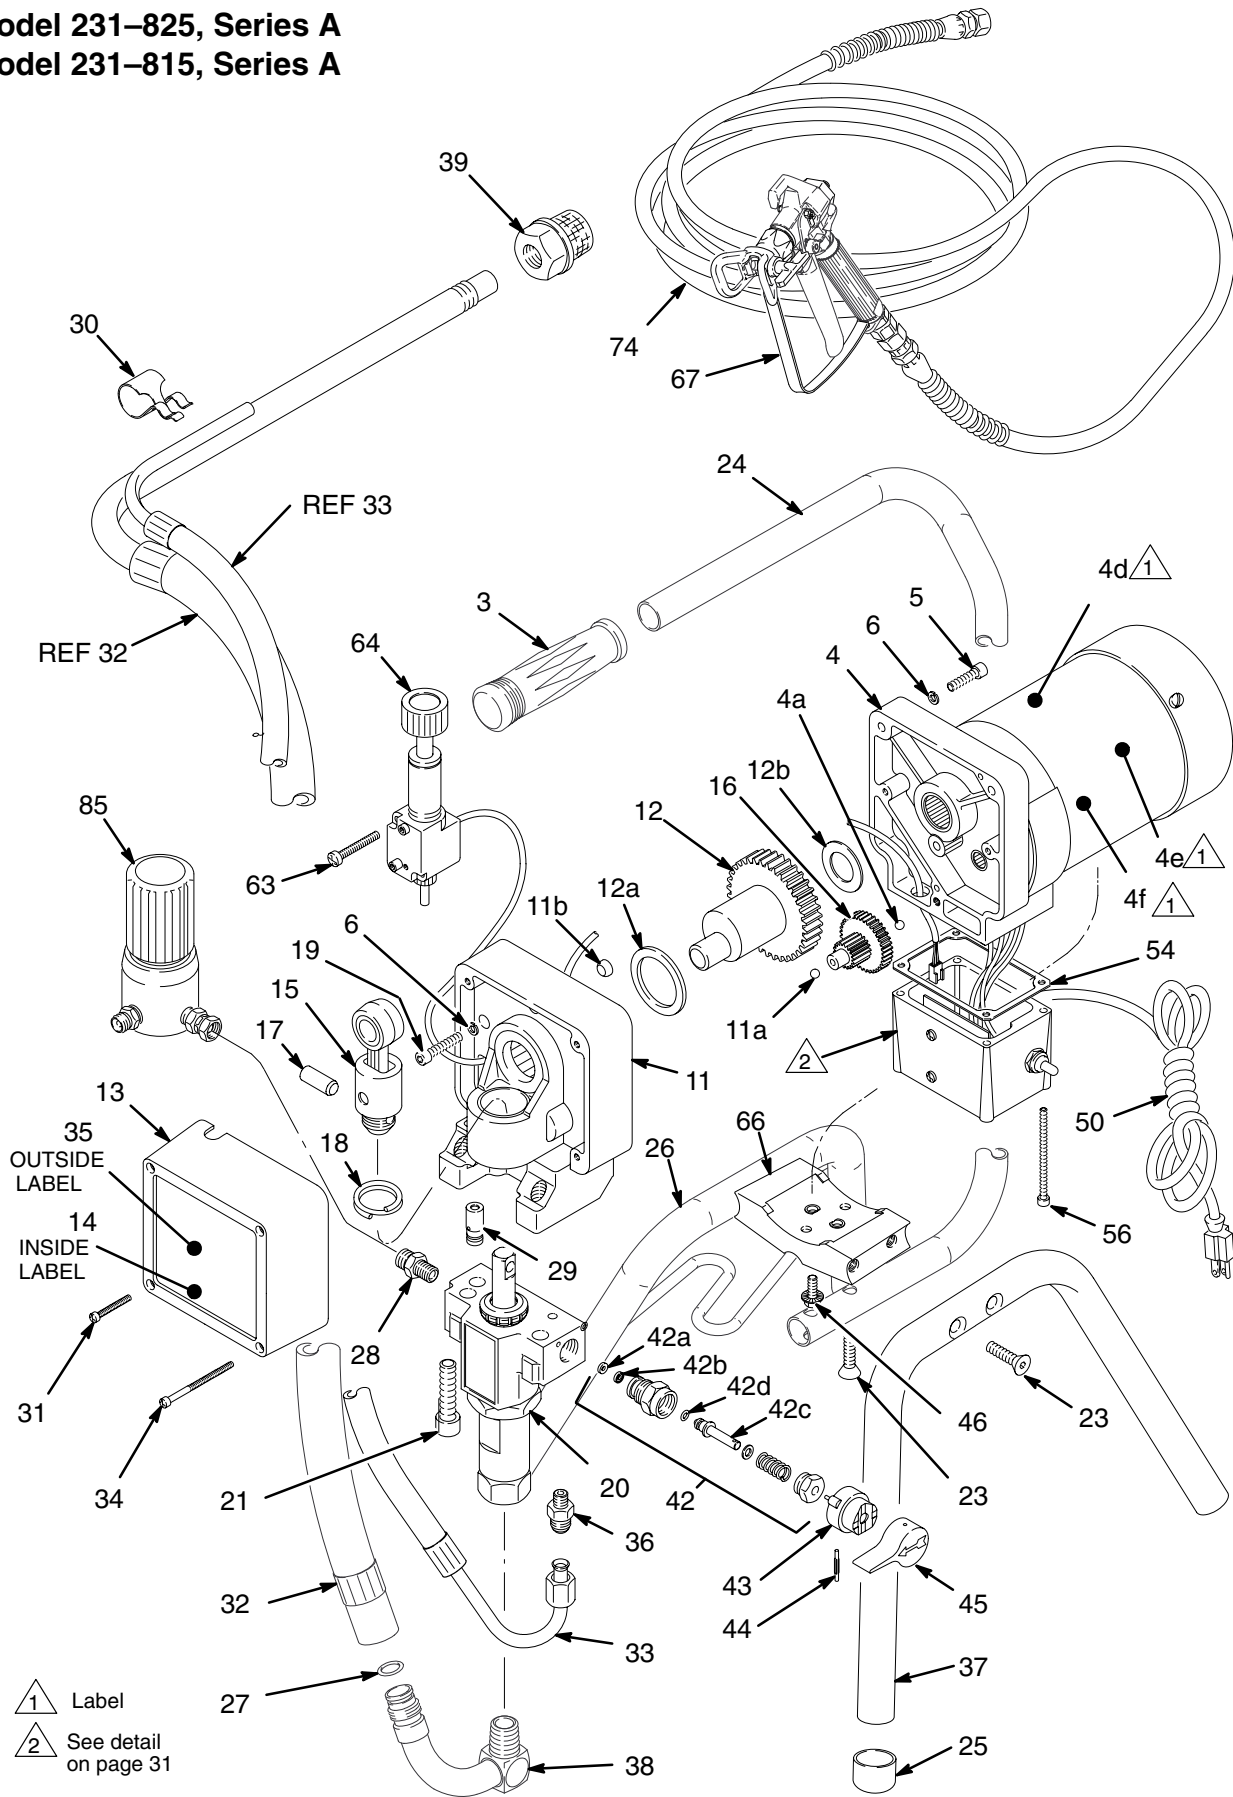 odel 231–825, Series A
odel 231–815, Series A
39
30
74
67
24
REF 33
4d 1
5
3
6
REF 32
64
4
4a
12b
85
16
12
4e 1
63
12a
4f 1
11b
6
19
54
15
11a
17
2
11
13
50
35
OUTSIDE
LABEL
66
18
26
14
INSIDE
LABEL
56
29
28
42a
42b
31
42d
42c
46
23
34
21
20
42
23
36
43
32
44
45
33
37
27
1 Label
2 See detail
on page 31
38
25